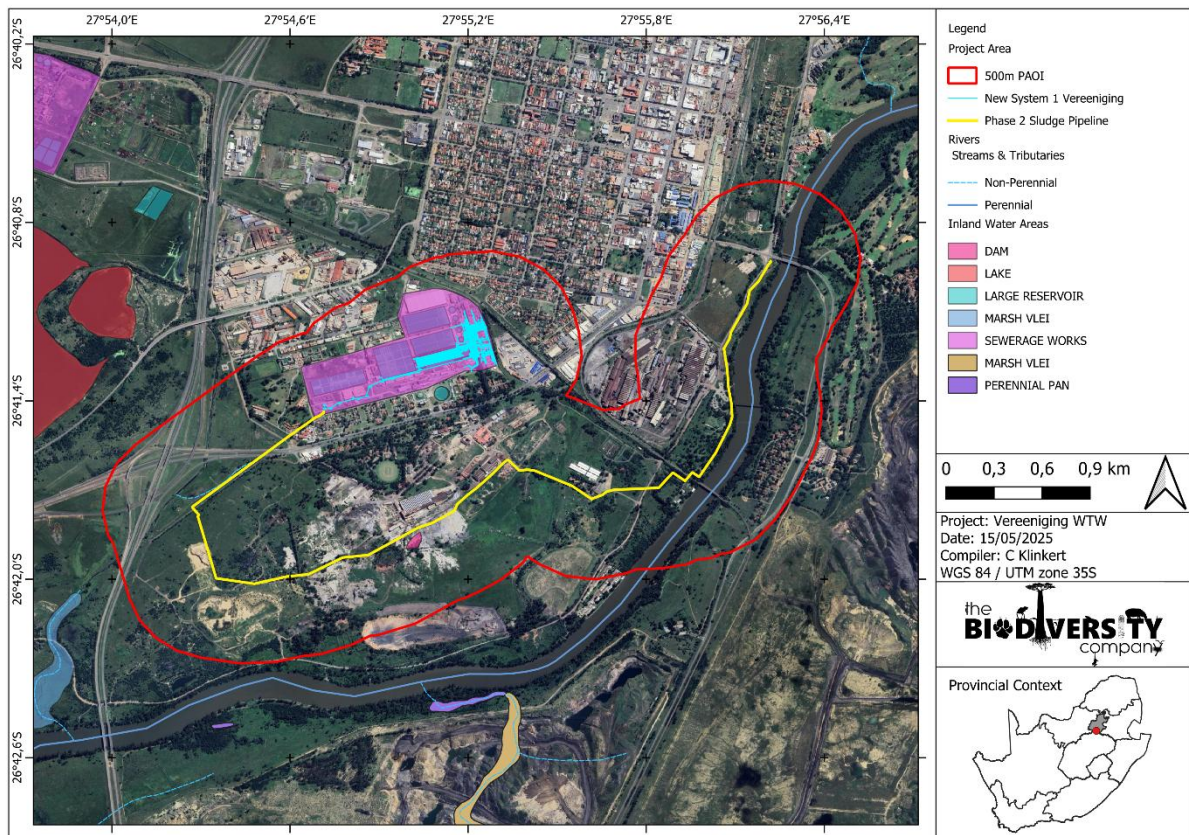 27°54,0'E
27°54,6'E
27°55,2'E
27°55,8'E
27°56,4'E
26°40,2'S
26°40,8'S
26°41,4'S
26°42,0'S
26°42,6'S
Legend
Project Area
500m PAOI
New System 1 Vereeniging
Phase 2 Sludge Pipeline
Rivers
Streams & Tributaries
Non-Perennial
Perennial
Inland Water Areas
DAM
LAKE
LARGE RESERVOIR
MARSH VLEI
SEWERAGE WORKS
MARSH VLEI
PERENNIAL PAN
0 0,3 0,6 0,9 km
Project: Vereeniging WTW
Date: 15/05/2025
Compiler: C Klinkert
WGS 84 / UTM zone 35S
the
BIODIVERSITY
company
Provincial Context